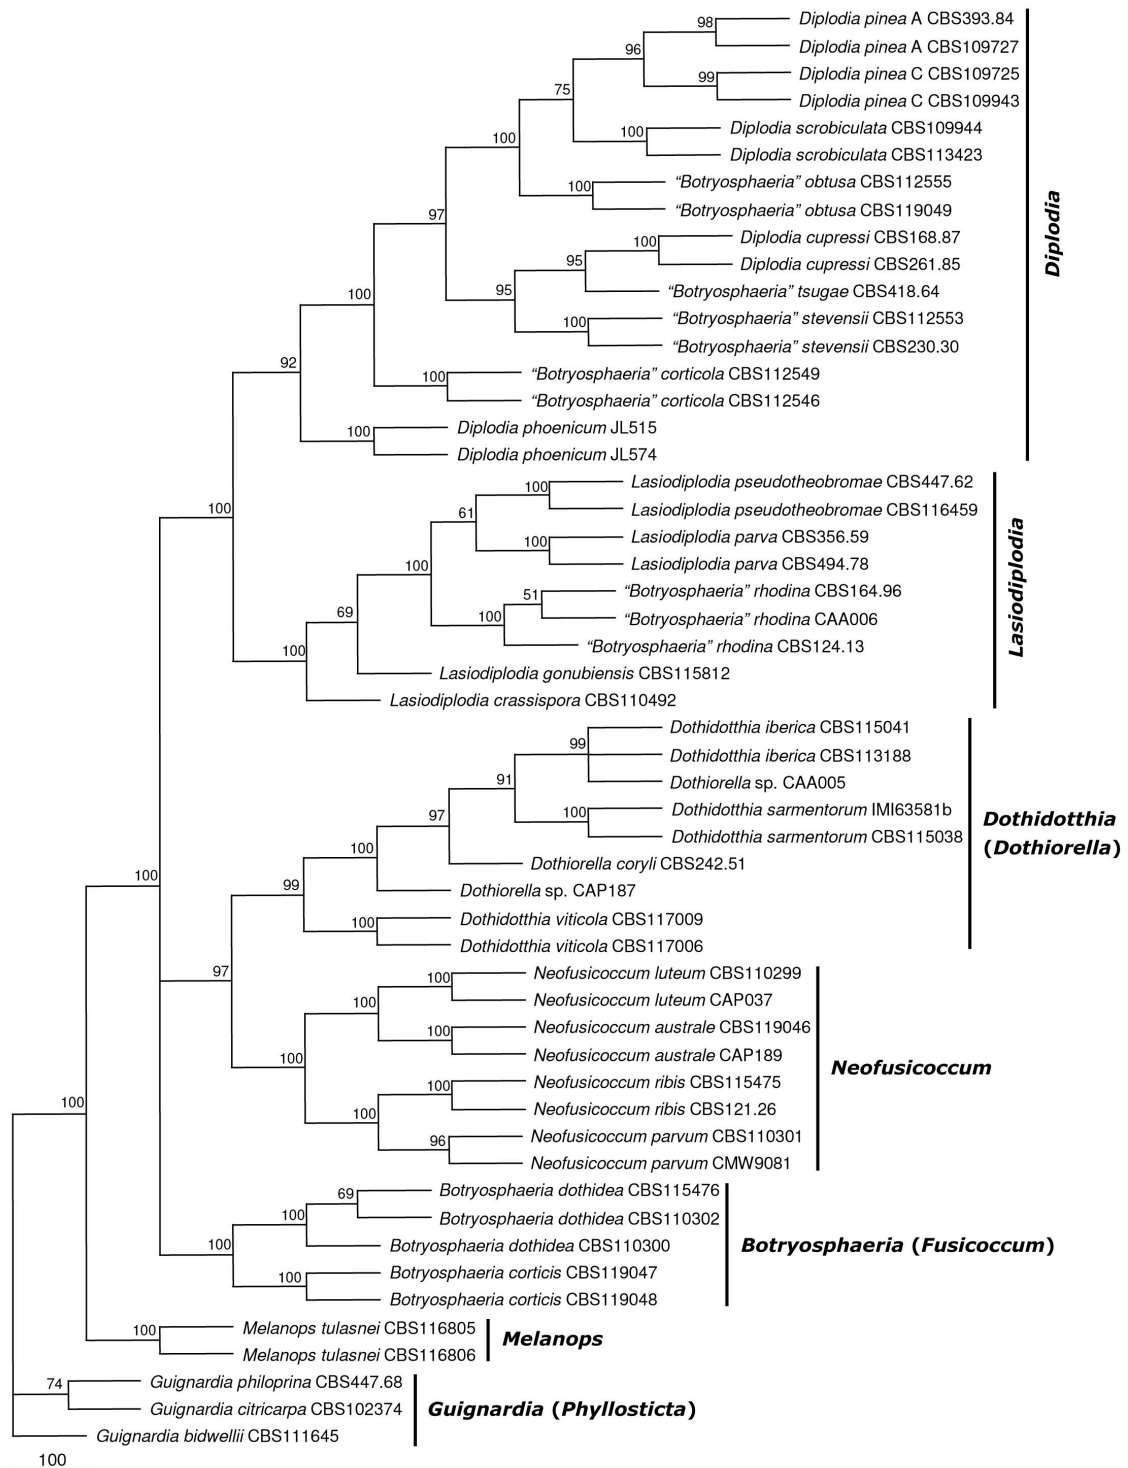 98
Diplodia pinea A CBS393.84
Diplodia pinea A CBS109727
96
99
Diplodia pinea C CBS109725
Diplodia pinea C CBS109943
75
100
Diplodia scrobiculata CBS109944
Diplodia scrobiculata CBS113423
100
100
“Botryosphaeria” obtusa CBS112555
“Botryosphaeria” obtusa CBS119049
97
100
Diplodia cupressi CBS168.87
Diplodia cupressi CBS261.85
95
“Botryosphaeria” tsugae CBS418.64
95
100
“Botryosphaeria” stevensii CBS112553
“Botryosphaeria” stevensii CBS230.30
100
100
“Botryosphaeria” corticola CBS112549
“Botryosphaeria” corticola CBS112546
92
100
Diplodia phoenicum JL515
Diplodia phoenicum JL574
Diplodia
100
100
Lasiodiplodia pseudotheobromae CBS447.62
Lasiodiplodia pseudotheobromae CBS116459
61
100
Lasiodiplodia parva CBS356.59
Lasiodiplodia parva CBS494.78
100
51
“Botryosphaeria” rhodina CBS164.96
“Botryosphaeria” rhodina CAA006
100
“Botryosphaeria” rhodina CBS124.13
69
Lasiodiplodia gonubiensis CBS115812
100
Lasiodiplodia crassispora CBS110492
Lasiodiplodia
99
Dothidotthia iberica CBS115041
Dothidotthia iberica CBS113188
Dothiorella sp. CAA005
91
100
Dothidotthia sarmentorum IMI63581b
Dothidotthia sarmentorum CBS115038
97
Dothiorella coryli CBS242.51
100
Dothiorella sp. CAP187
99
100
Dothidotthia viticola CBS117009
Dothidotthia viticola CBS117006
Dothidotthia
(Dothiorella)
100
97
100
Neofusicoccum luteum CBS110299
Neofusicoccum luteum CAP037
100
100
Neofusicoccum australe CBS119046
Neofusicoccum australe CAP189
100
100
Neofusicoccum ribis CBS115475
Neofusicoccum ribis CBS121.26
100
96
Neofusicoccum parvum CBS110301
Neofusicoccum parvum CMW9081
Neofusicoccum
100
69
Botryosphaeria dothidea CBS115476
Botryosphaeria dothidea CBS110302
100
Botryosphaeria dothidea CBS110300
100
100
Botryosphaeria corticis CBS119047
Botryosphaeria corticis CBS119048
Botryosphaeria (Fusicoccum)
100
Melanops tulasnei CBS116805
Melanops tulasnei CBS116806
Melanops
74
Guignardia philoprina CBS447.68
Guignardia citricarpa CBS102374
Guignardia bidwellii CBS111645
Guignardia (Phyllosticta)
100